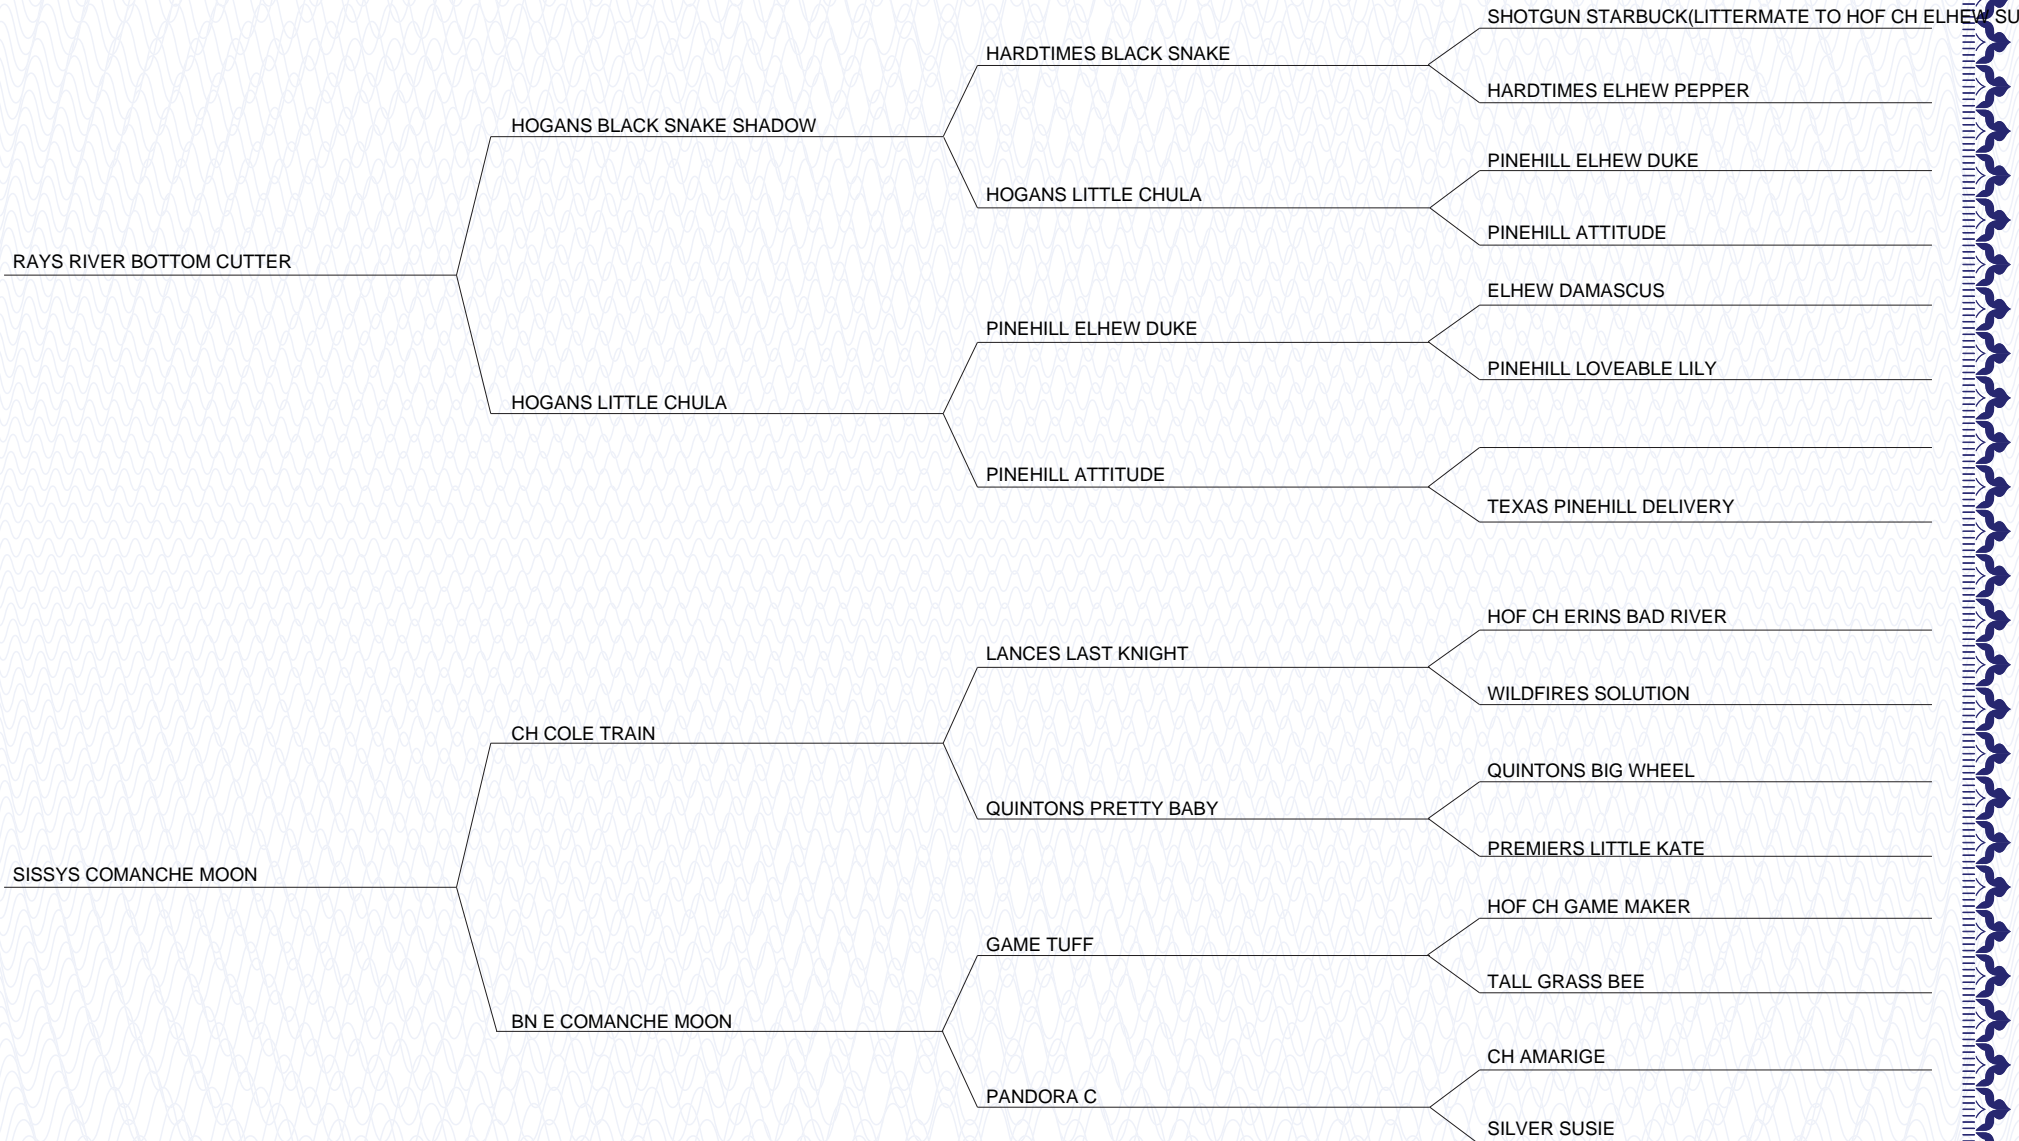 SHOTGUN STARBUCK(LITTERMATE TO HOF CH ELHEW SU
HARDTIMES BLACK SNAKE
HARDTIMES ELHEW PEPPER
HOGANS BLACK SNAKE SHADOW
PINEHILL ELHEW DUKE
HOGANS LITTLE CHULA
PINEHILL ATTITUDE
RAYS RIVER BOTTOM CUTTER
ELHEW DAMASCUS
PINEHILL ELHEW DUKE
PINEHILL LOVEABLE LILY
HOGANS LITTLE CHULA
PINEHILL ATTITUDE
TEXAS PINEHILL DELIVERY
HOF CH ERINS BAD RIVER
LANCES LAST KNIGHT
WILDFIRES SOLUTION
CH COLE TRAIN
QUINTONS BIG WHEEL
QUINTONS PRETTY BABY
PREMIERS LITTLE KATE
SISSYS COMANCHE MOON
HOF CH GAME MAKER
GAME TUFF
TALL GRASS BEE
BN E COMANCHE MOON
CH AMARIGE
PANDORA C
SILVER SUSIE